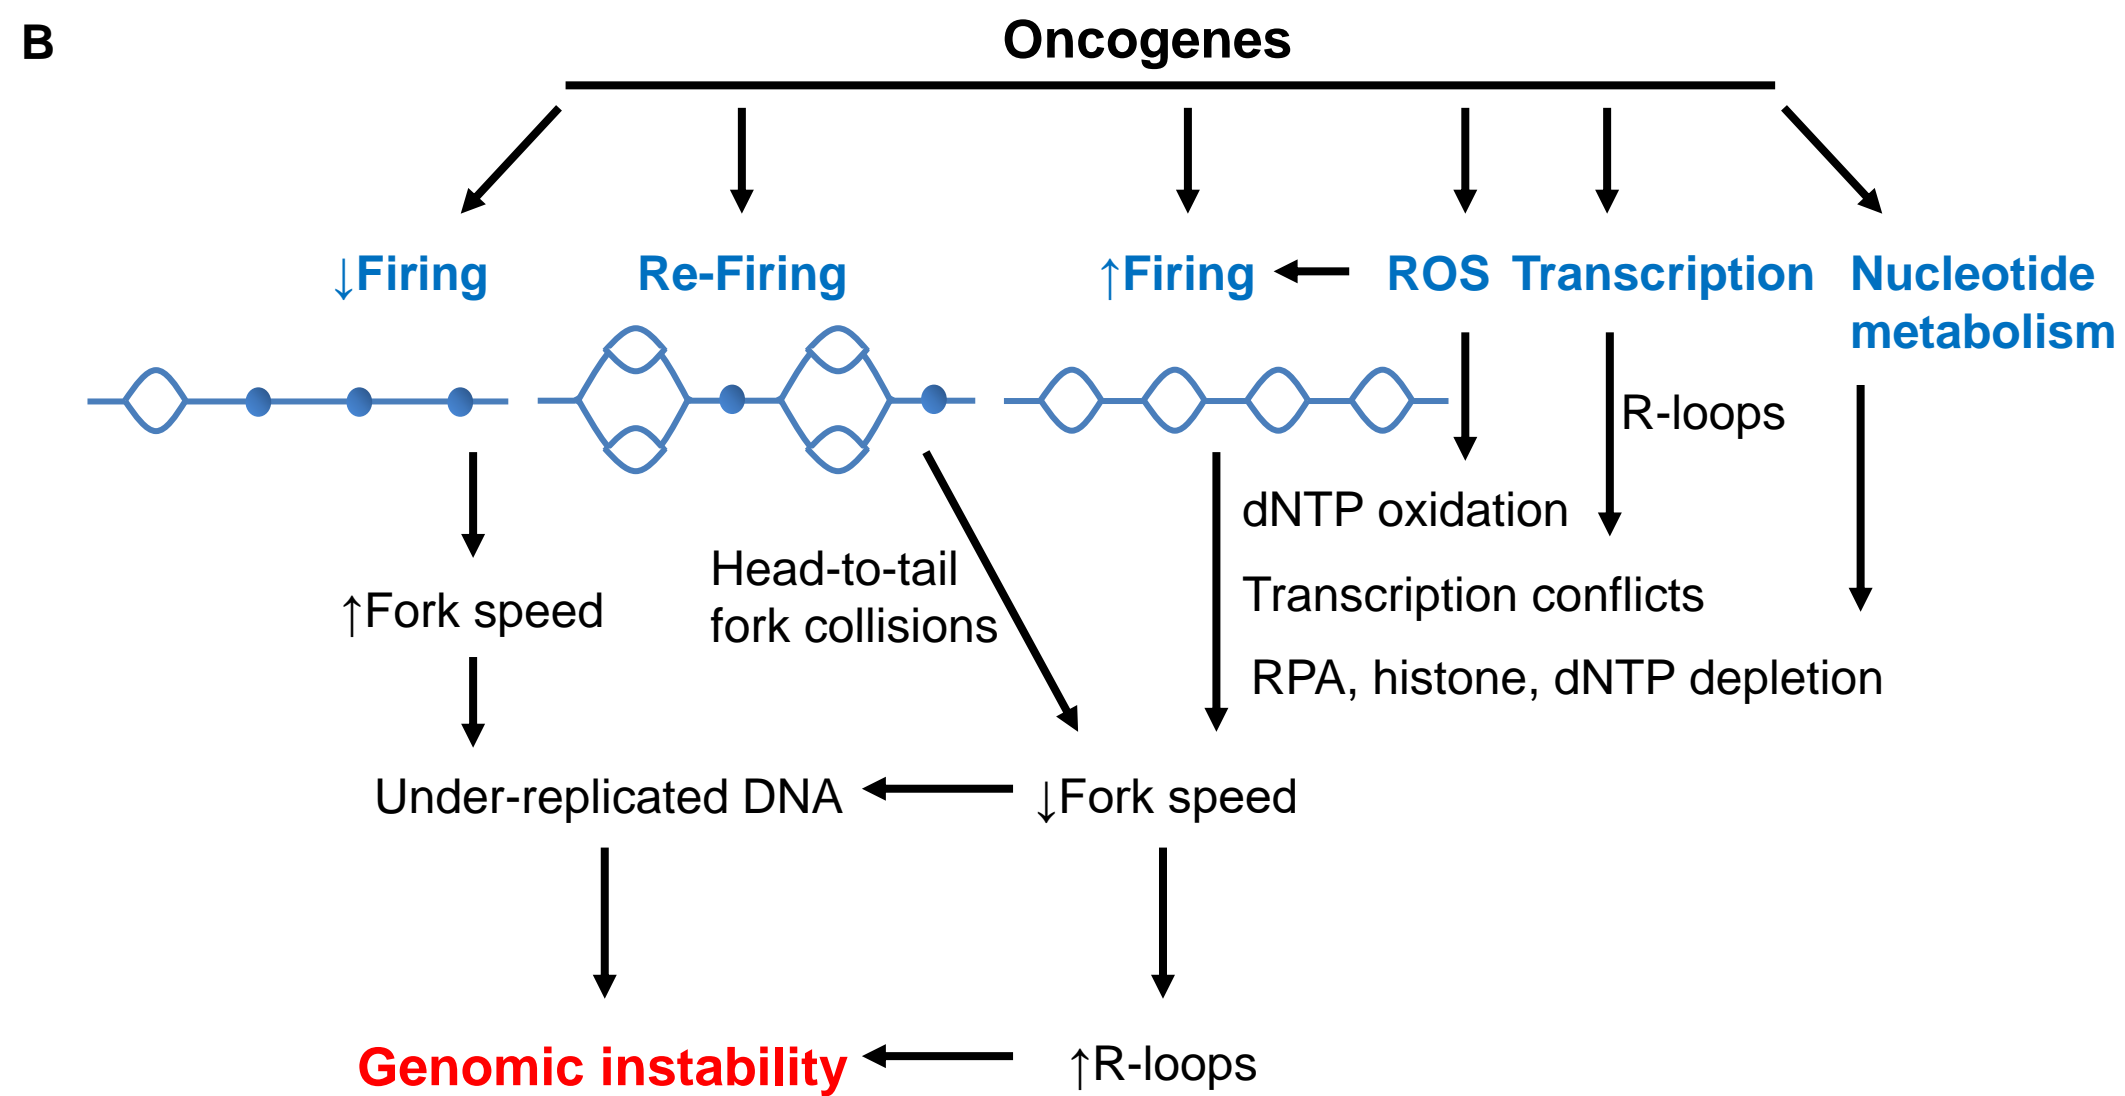 B
Oncogenes
↓Firing
Re-Firing
↑Firing
ROS
Transcription
Nucleotide
metabolism
R-loops
dNTP oxidation
Head-to-tail
fork collisions
↑Fork speed
Transcription conflicts
RPA, histone, dNTP depletion
Under-replicated DNA
↓Fork speed
Genomic instability
↑R-loops